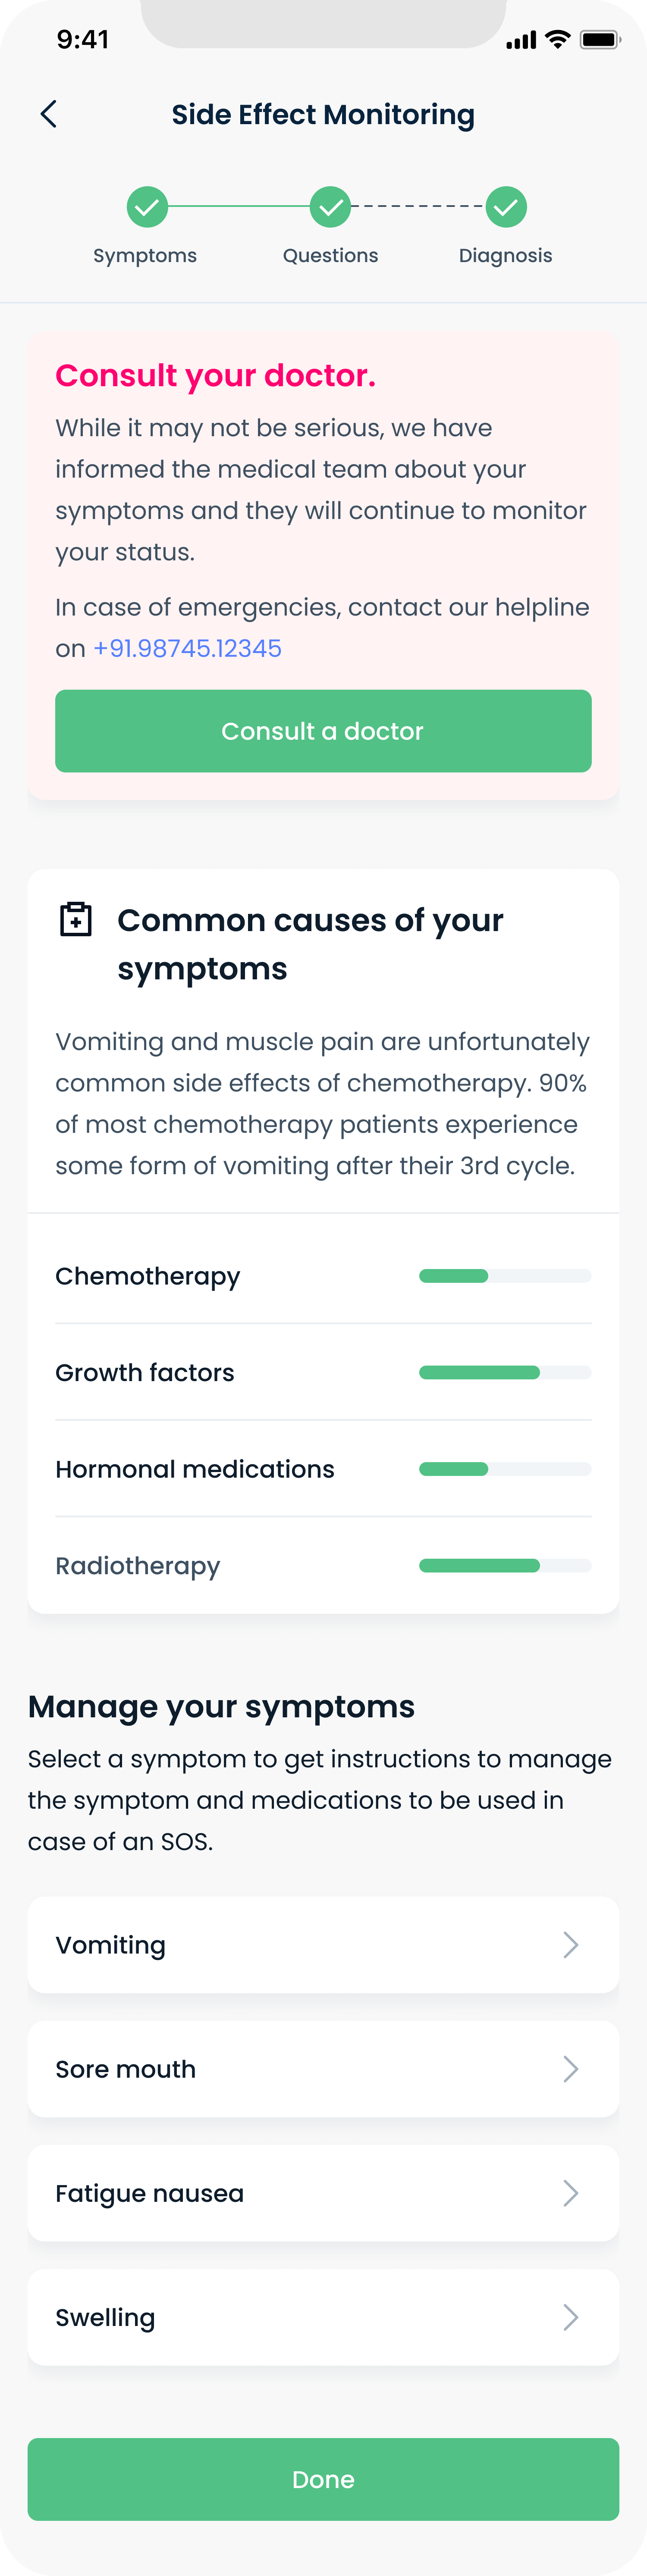 9:41
Side Effect Monitoring
Symptoms
Questions
Diagnosis
Consult your doctor.
While it may not be serious, we have
informed the medical team about your
symptoms and they will continue to monitor
your status.
In case of emergencies, contact our helpline
on +91.98745.12345
Consult a doctor
Common causes of your
symptoms
Vomiting and muscle pain are unfortunately
common side effects of chemotherapy. 90%
of most chemotherapy patients experience
some form of vomiting after their 3rd cycle.
Chemotherapy
Growth factors
Hormonal medications
Radiotherapy
Manage your symptoms
Select a symptom to get instructions to manage
the symptom and medications to be used in
case of an SOS.
Vomiting
Sore mouth
Fatigue nausea
Swelling
Done